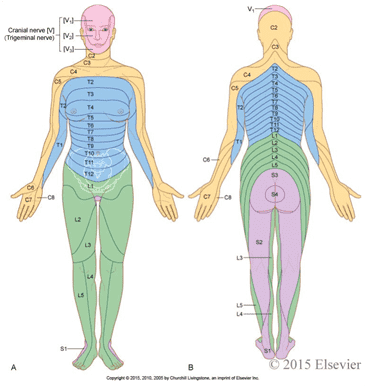 Cranial nerve [V]
(Trigeminal nerve)
[V₁]
[V₂]
[V₃]
C2
C3
C4
C5
T2
T3
T4
T5
T6
T7
T8
T9
T10
T11
T12
L1
T2
T1
C6
C7
C8
L2
L3
L4
L5
S1
A
V₁
C2
C3
C4
C5
T2
T3
T4
T5
T6
T7
T8
T9
T10
T11
T12
L1
L2
L3
L4
L5
S3
S4
T2
T1
C6
C7
C8
S2
L3
L5
L4
S1
B
© 2015 Elsevier
Copyright © 2015, 2010, 2005 by Churchill Livingstone, an imprint of Elsevier Inc.